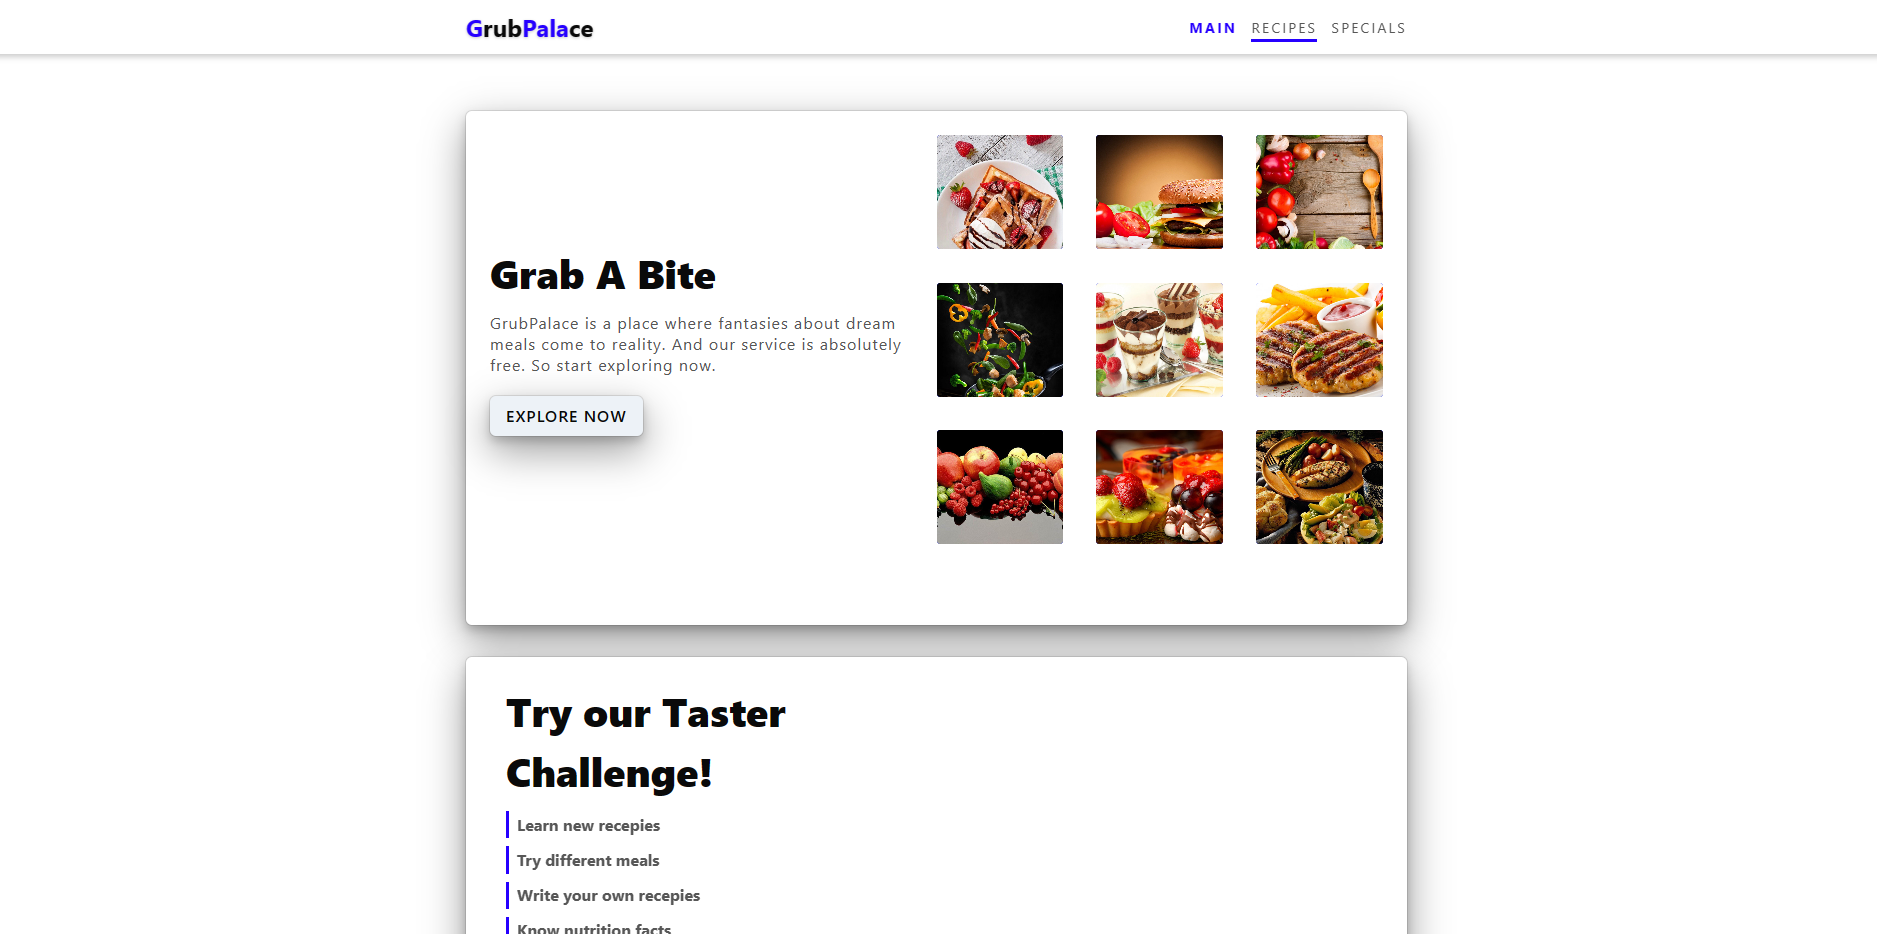 GrubPalace
MAIN RECIPES SPECIALS
Grab A Bite
GrubPalace is a place where fantasies about dream
meals come to reality. And our service is absolutely
free. So start exploring now.
EXPLORE NOW
Try our Taster
Challenge!
Learn new recepies
Try different meals
Write your own recepies
Know nutrition facts